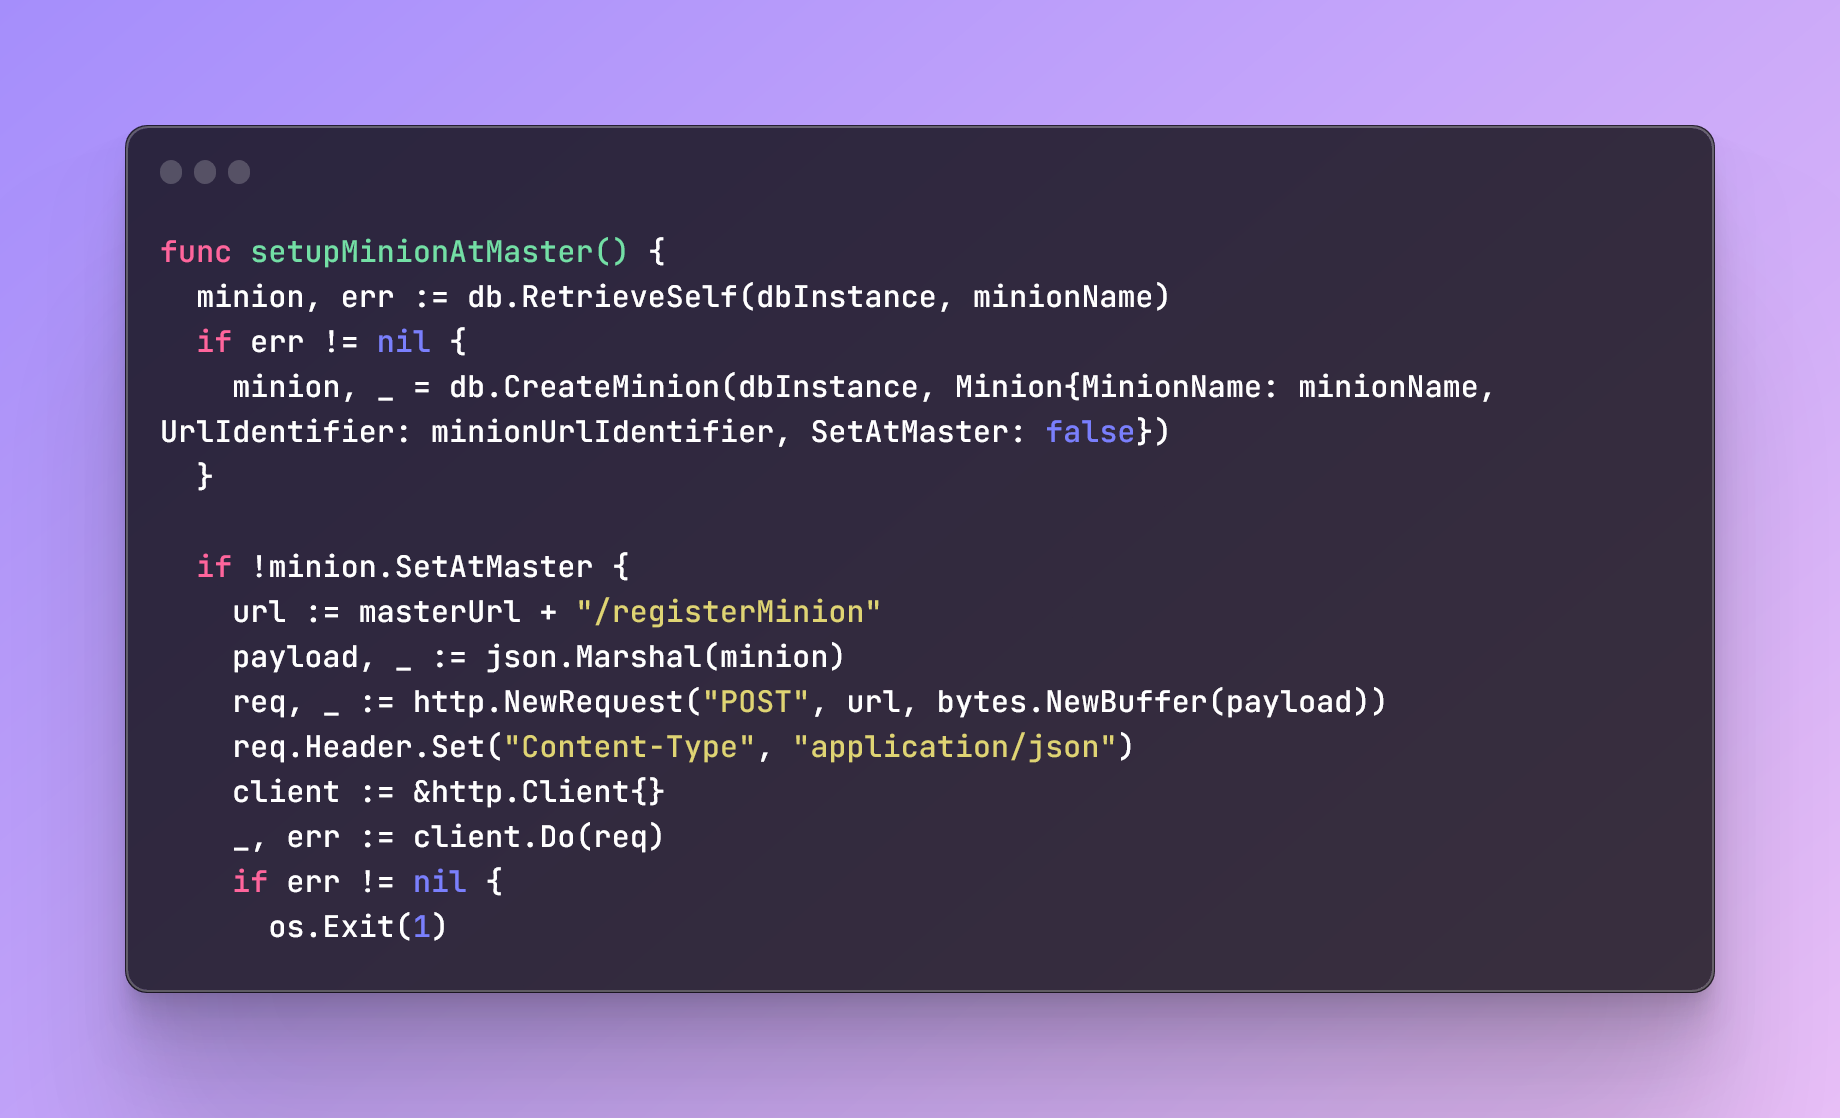 func setupMinionAtMaster() {
  minion, err := db.RetrieveSelf(dbInstance, minionName)
  if err != nil {
    minion, _ = db.CreateMinion(dbInstance, Minion{MinionName: minionName,
UrlIdentifier: minionUrlIdentifier, SetAtMaster: false})
  }

  if !minion.SetAtMaster {
    url := masterUrl + "/registerMinion"
    payload, _ := json.Marshal(minion)
    req, _ := http.NewRequest("POST", url, bytes.NewBuffer(payload))
    req.Header.Set("Content-Type", "application/json")
    client := &http.Client{}
    _, err := client.Do(req)
    if err != nil {
      os.Exit(1)